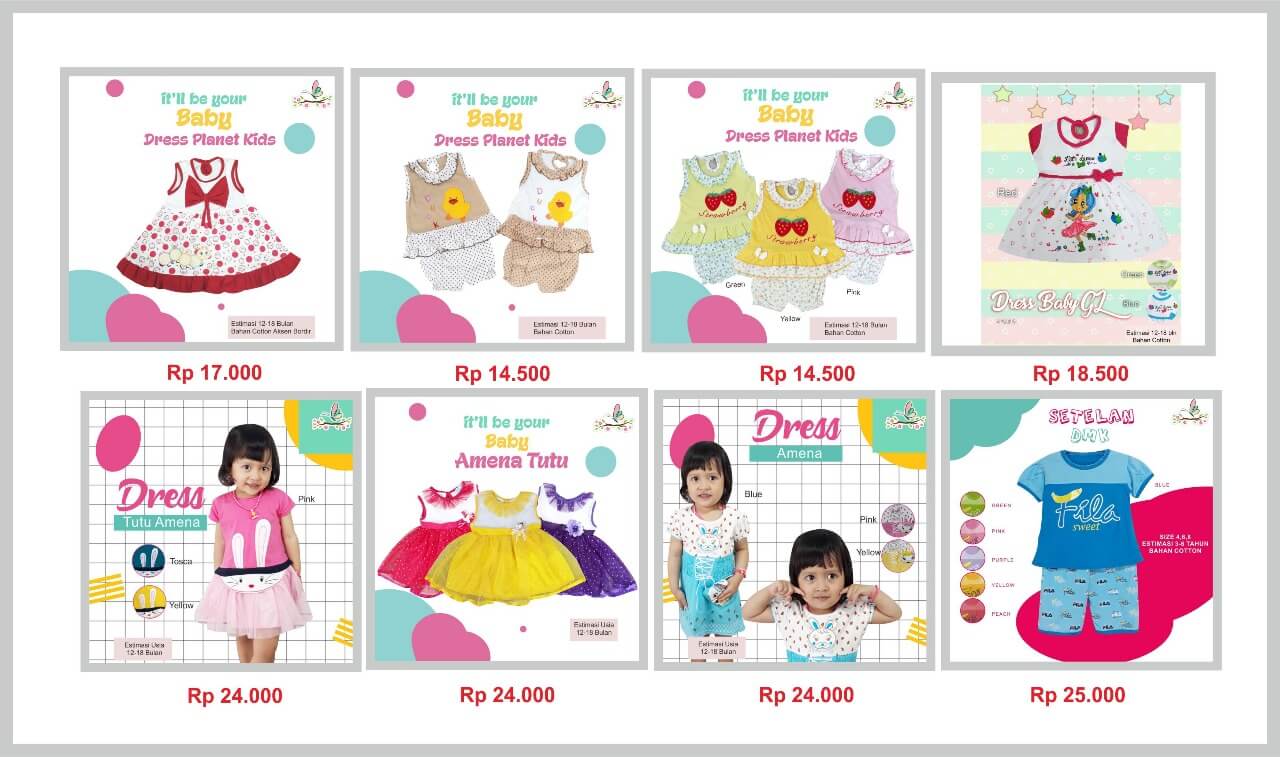 it'll be your
Baby
Dress Planet Kids
Estimasi 12-18 Bulan
Bahan Cotton Aksen Bordir
Rp 17.000
it'll be your
Baby
Dress Planet Kids
Duck
Duck
Estimasi 12-18 Bulan
Bahan Cotton
Rp 14.500
it'll be your
Baby
Dress Planet Kids
Strawberry
Strawberry
Strawberry
Green
Yellow
Pink
Estimasi 12-18 Bulan
Bahan Cotton
Rp 14.500
Red
Green
Blue
Dress Baby GL
Estimasi 12-18 bln
Bahan Cotton
Rp 18.500
Dress
Tutu Amena
Pink
Tosca
Yellow
Estimasi Usia
12-18 Bulan
Rp 24.000
it'll be your
Baby
Amena Tutu
Estimasi Usia
12-18 Bulan
Rp 24.000
Dress
Amena
Blue
Pink
Yellow
Estimasi Usia
12-18 Bulan
Rp 24.000
SETELAN
DMK
BLUE
GREEN
PINK
PURPLE
YELLOW
PEACH
Fila
sweet
SIZE 4,6,8
ESTIMASI 3-6 TAHUN
BAHAN COTTON
Rp 25.000